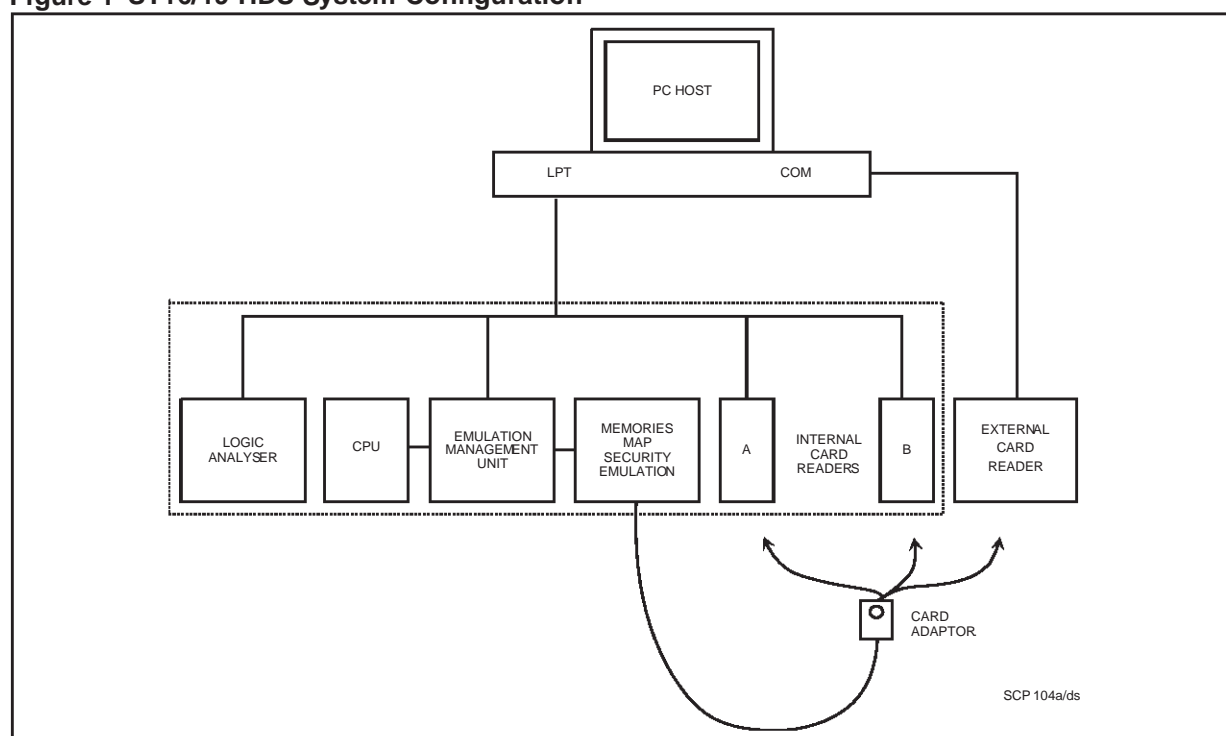 Figure 1 ST16/19 HDS System Configuration
PC HOST
LPT
COM
LOGIC
ANALYSER
CPU
EMULATION
MANAGEMENT
UNIT
MEMORIES
MAP
SECURITY
EMULATION
A
INTERNAL
CARD
READERS
B
EXTERNAL
CARD
READER
CARD
ADAPTOR.
SCP 104a/ds